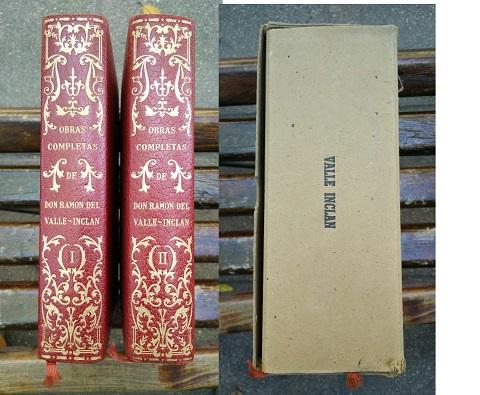 OBRAS
COMPLETAS
DE
DON RAMON DEL
VALLE-INCLAN
I
OBRAS
COMPLETAS
DE
DON RAMON DEL
VALLE-INCLAN
II
VALLE INCLAN